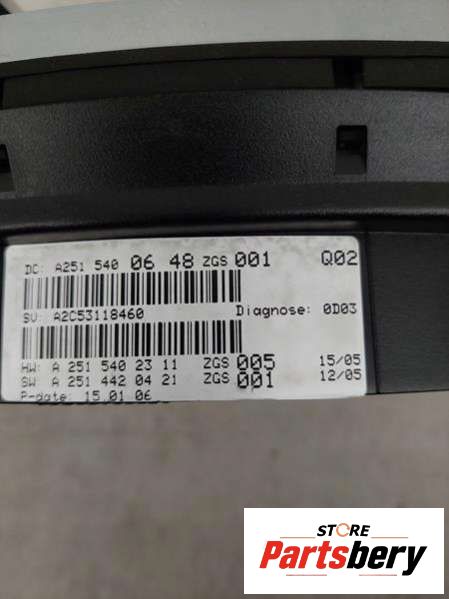 DC: A251 540 06 48 ZGS 001 Q02
SV: A2C53118460 Diagnose: 0D03
HW: A 251 540 23 11 ZGS 005 15/05
SW A 251 442 04 21 ZGS 001 12/05
P-date: 15.01 06
STORE
Partsbery